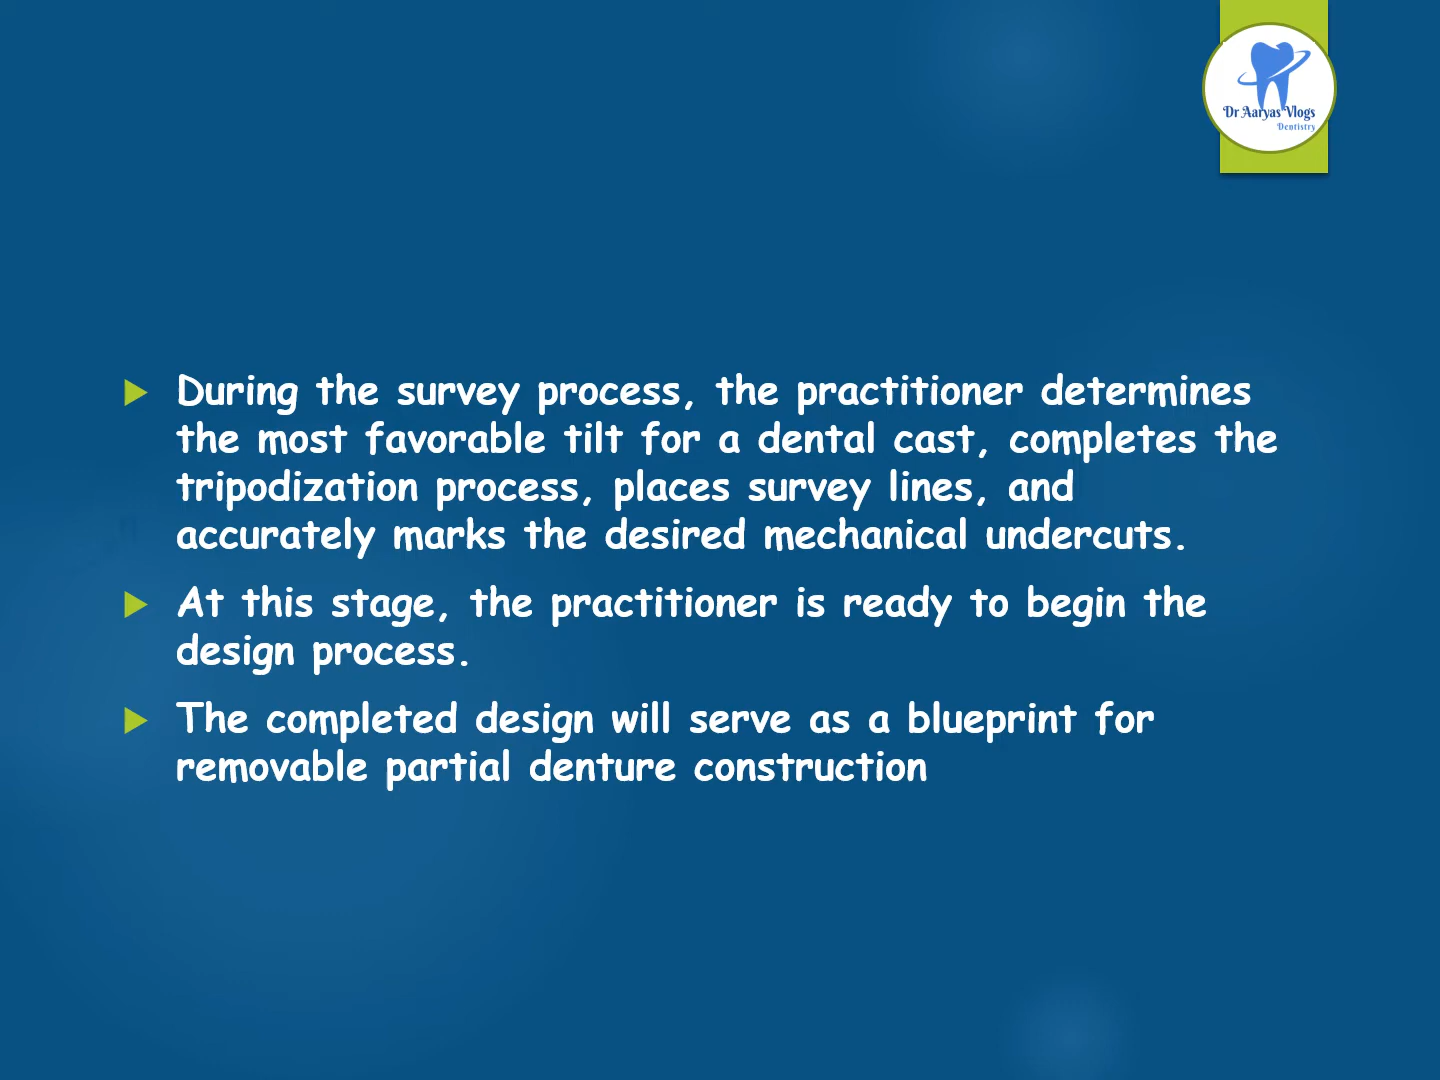 Dr Aaryas Vlogs
Dentistry
During the survey process, the practitioner determines
the most favorable tilt for a dental cast, completes the
tripodization process, places survey lines, and
accurately marks the desired mechanical undercuts.
At this stage, the practitioner is ready to begin the
design process.
The completed design will serve as a blueprint for
removable partial denture construction